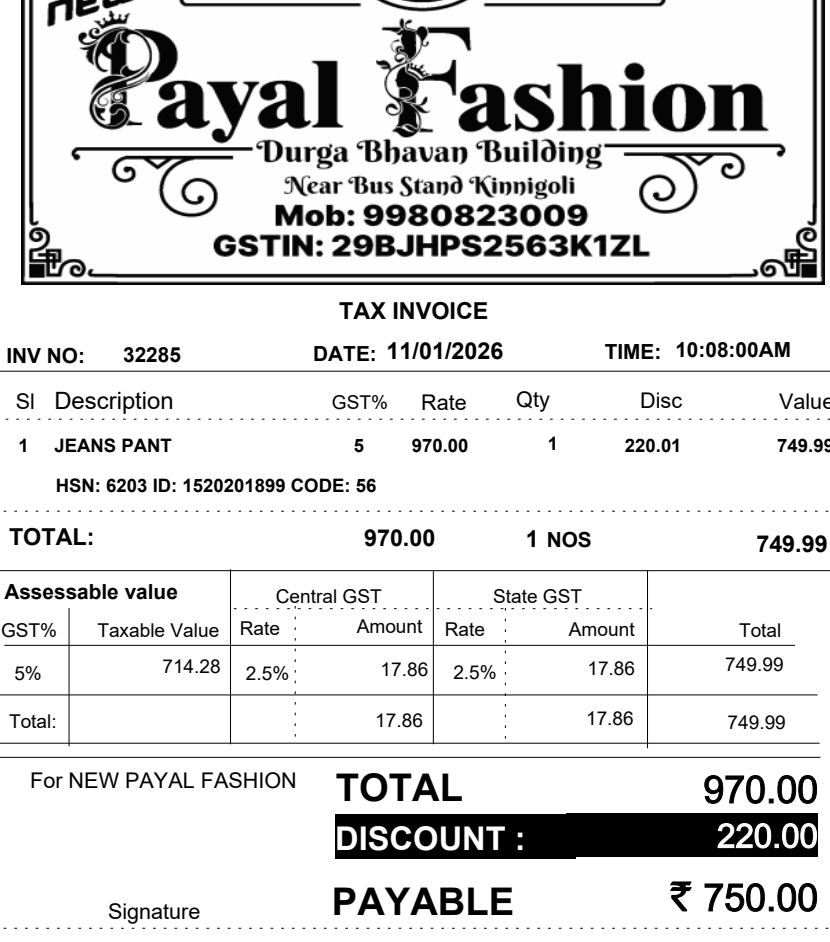 new
Payal Fashion
Durga Bhavan Building
Near Bus Stand Kinnigoli
Mob: 9980823009
GSTIN: 29BJHPS2563K1ZL
TAX INVOICE
INV NO: 32285 DATE: 11/01/2026 TIME: 10:08:00AM
Sl Description GST% Rate Qty Disc Value
1 JEANS PANT 5 970.00 1 220.01 749.99
HSN: 6203 ID: 1520201899 CODE: 56
TOTAL: 970.00 1 NOS 749.99
Assessable value Central GST State GST
GST% Taxable Value Rate Amount Rate Amount Total
5% 714.28 2.5% 17.86 2.5% 17.86 749.99
Total: 17.86 17.86 749.99
For NEW PAYAL FASHION TOTAL 970.00
DISCOUNT : 220.00
Signature PAYABLE ₹ 750.00